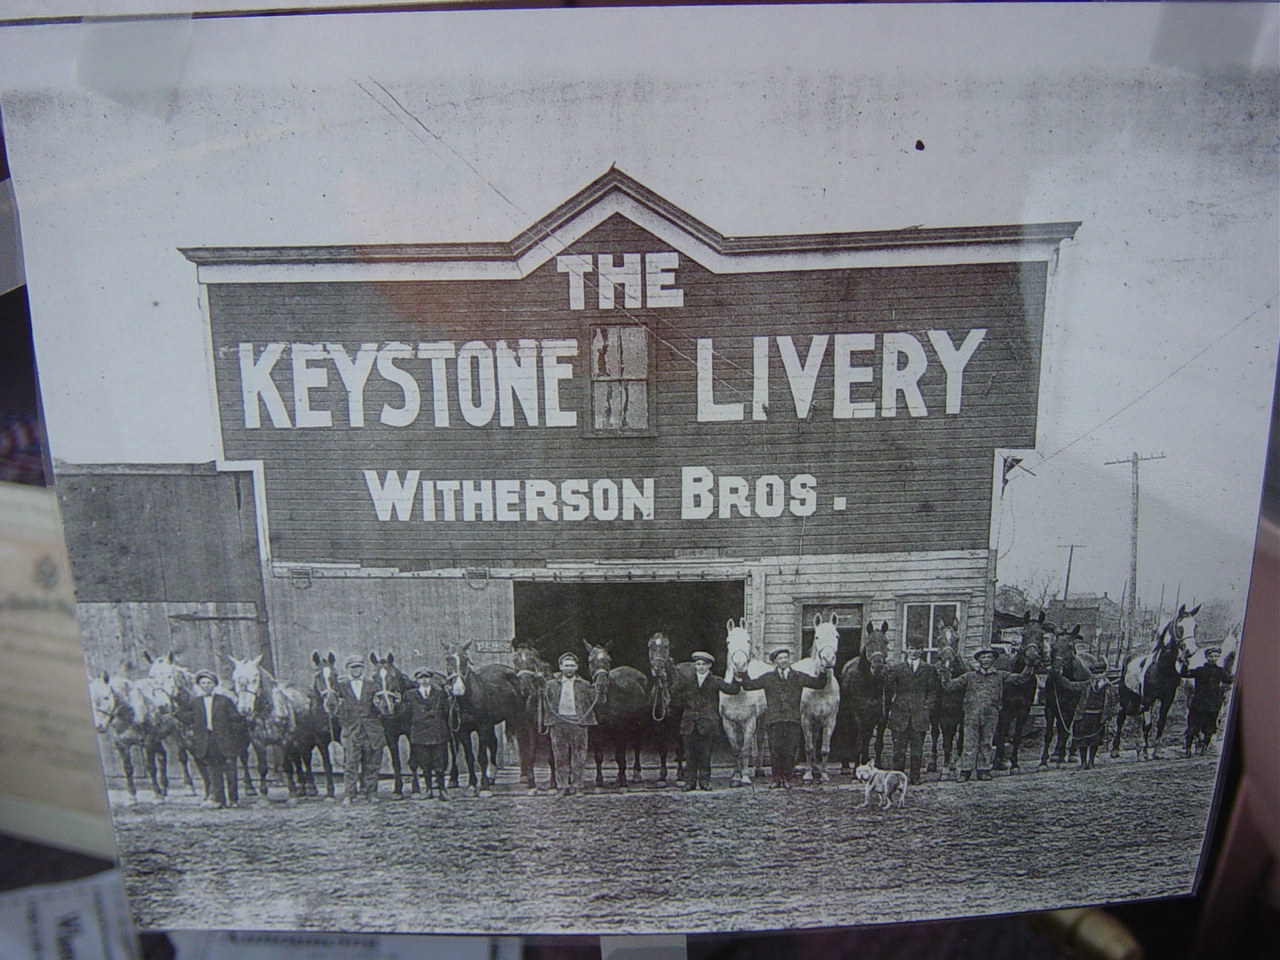 THE
KEYSTONE LIVERY
WITHERSON BROS.